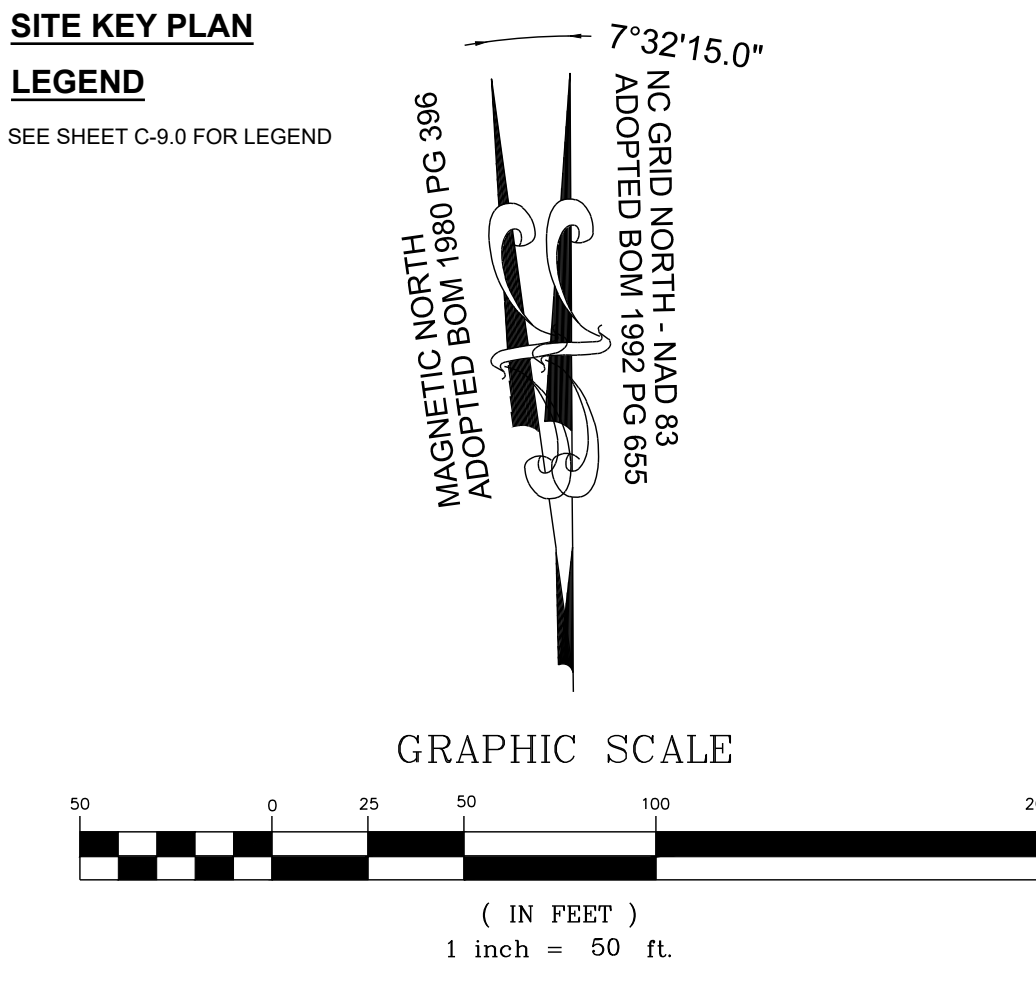 SITE KEY PLAN
LEGEND
SEE SHEET C-9.0 FOR LEGEND
7°32'15.0"
MAGNETIC NORTH
ADOPTED BOM 1980 PG 396
NC GRID NORTH - NAD 83
ADOPTED BOM 1992 PG 655
GRAPHIC SCALE
50 0 25 50 100 2
( IN FEET )
1 inch = 50 ft.